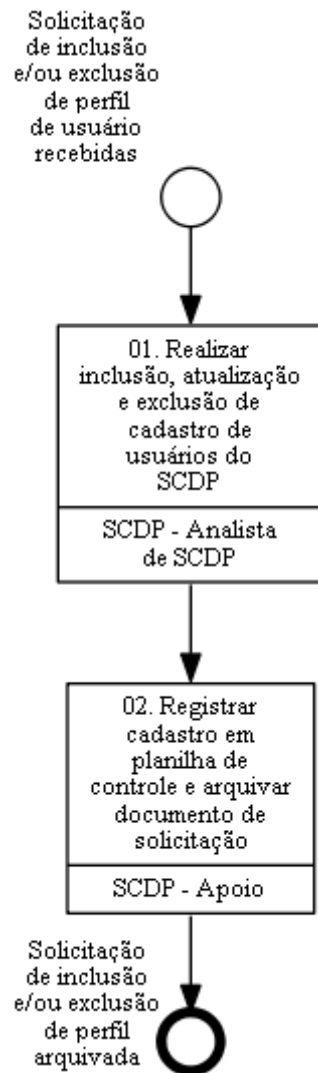 Solicitação
de inclusão
e/ou exclusão
de perfil
de usuário
recebidas
01. Realizar
inclusão, atualização
e exclusão de
cadastro de
usuários do
SCDP
SCDP - Analista
de SCDP
02. Registrar
cadastro em
planilha de
controle e arquivar
documento de
solicitação
SCDP - Apoio
Solicitação
de inclusão
e/ou exclusão
de perfil
arquivada